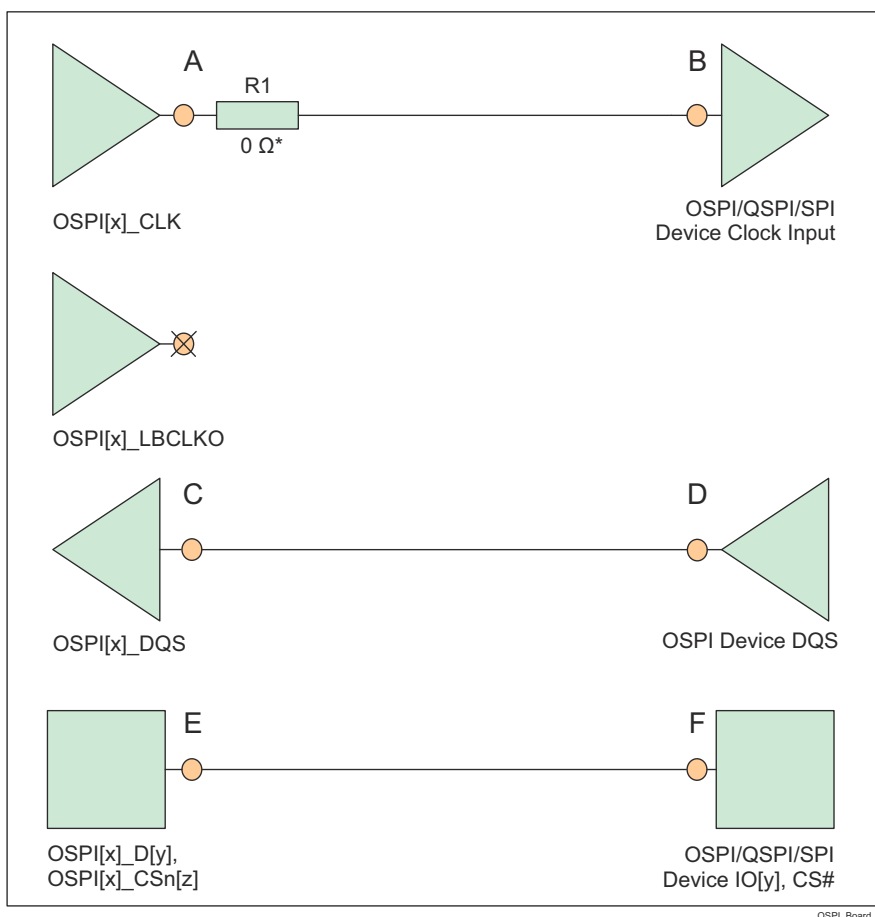 A
B
R1
0 Ω*
OSPI[x]_CLK
OSPI/QSPI/SPI
Device Clock Input
OSPI[x]_LBCLKO
C
D
OSPI[x]_DQS
OSPI Device DQS
E
F
OSPI[x]_D[y],
OSPI[x]_CSn[z]
OSPI/QSPI/SPI
Device IO[y], CS#
OSPI_Board